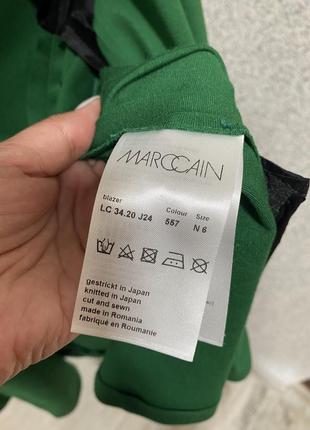 MARCCAIN
blazer
LC 34.20 J24
Colour
557
Size
N 6
gestrickt in Japan
knitted in Japan
cut and sewn
made in Romania
fabriqué en Roumanie